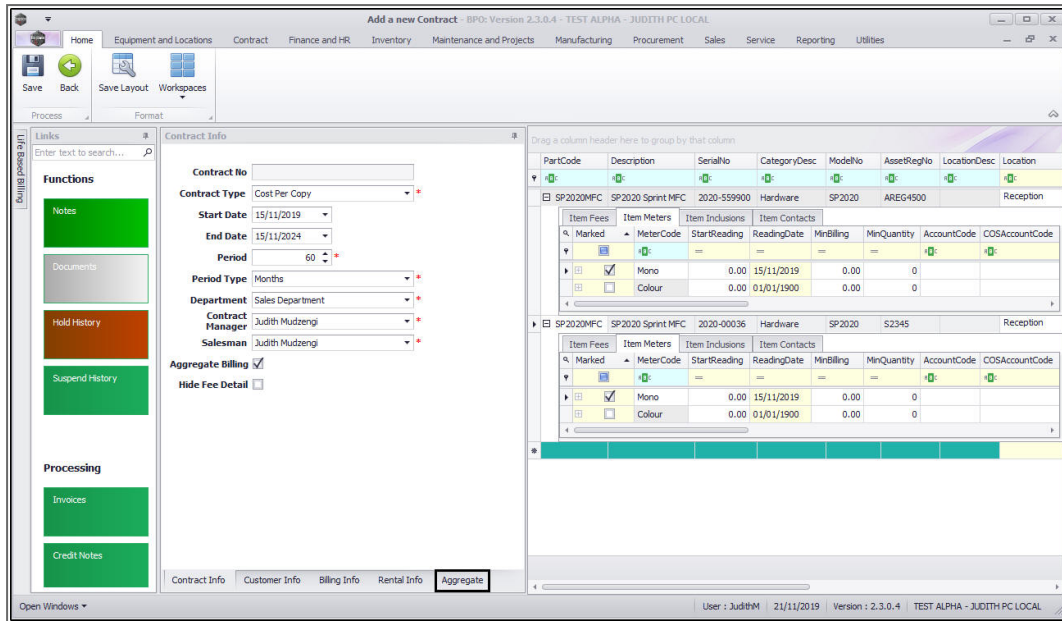 Add a new Contract - BPO: Version 2.3.0.4 - TEST ALPHA - JUDITH PC LOCAL
Home Equipment and Locations Contract Finance and HR Inventory Maintenance and Projects Manufacturing Procurement Sales Service Reporting Utilities
Save Back Save Layout Workspaces
Process Format
Life Based Billing
Links
Enter text to search...
Functions
Notes
Documents
Hold History
Suspend History
Processing
Invoices
Credit Notes
Contract Info
Contract No
Contract Type Cost Per Copy *
Start Date 15/11/2019
End Date 15/11/2024
Period 60 *
Period Type Months *
Department Sales Department *
Contract Manager Judith Mudzengi *
Salesman Judith Mudzengi *
Aggregate Billing
Hide Fee Detail
Contract Info Customer Info Billing Info Rental Info Aggregate
Drag a column header here to group by that column
PartCode Description SerialNo CategoryDesc ModelNo AssetRegNo LocationDesc Location
SP2020MFC SP2020 Sprint MFC 2020-559900 Hardware SP2020 AREG4500 Reception
Item Fees Item Meters Item Inclusions Item Contacts
Marked MeterCode StartReading ReadingDate MinBilling MinQuantity AccountCode COSAccountCode
Mono 0.00 15/11/2019 0.00 0
Colour 0.00 01/01/1900 0.00 0
SP2020MFC SP2020 Sprint MFC 2020-00036 Hardware SP2020 S2345 Reception
Item Fees Item Meters Item Inclusions Item Contacts
Marked MeterCode StartReading ReadingDate MinBilling MinQuantity AccountCode COSAccountCode
Mono 0.00 15/11/2019 0.00 0
Colour 0.00 01/01/1900 0.00 0
Open Windows User : JudithM 21/11/2019 Version : 2.3.0.4 TEST ALPHA - JUDITH PC LOCAL